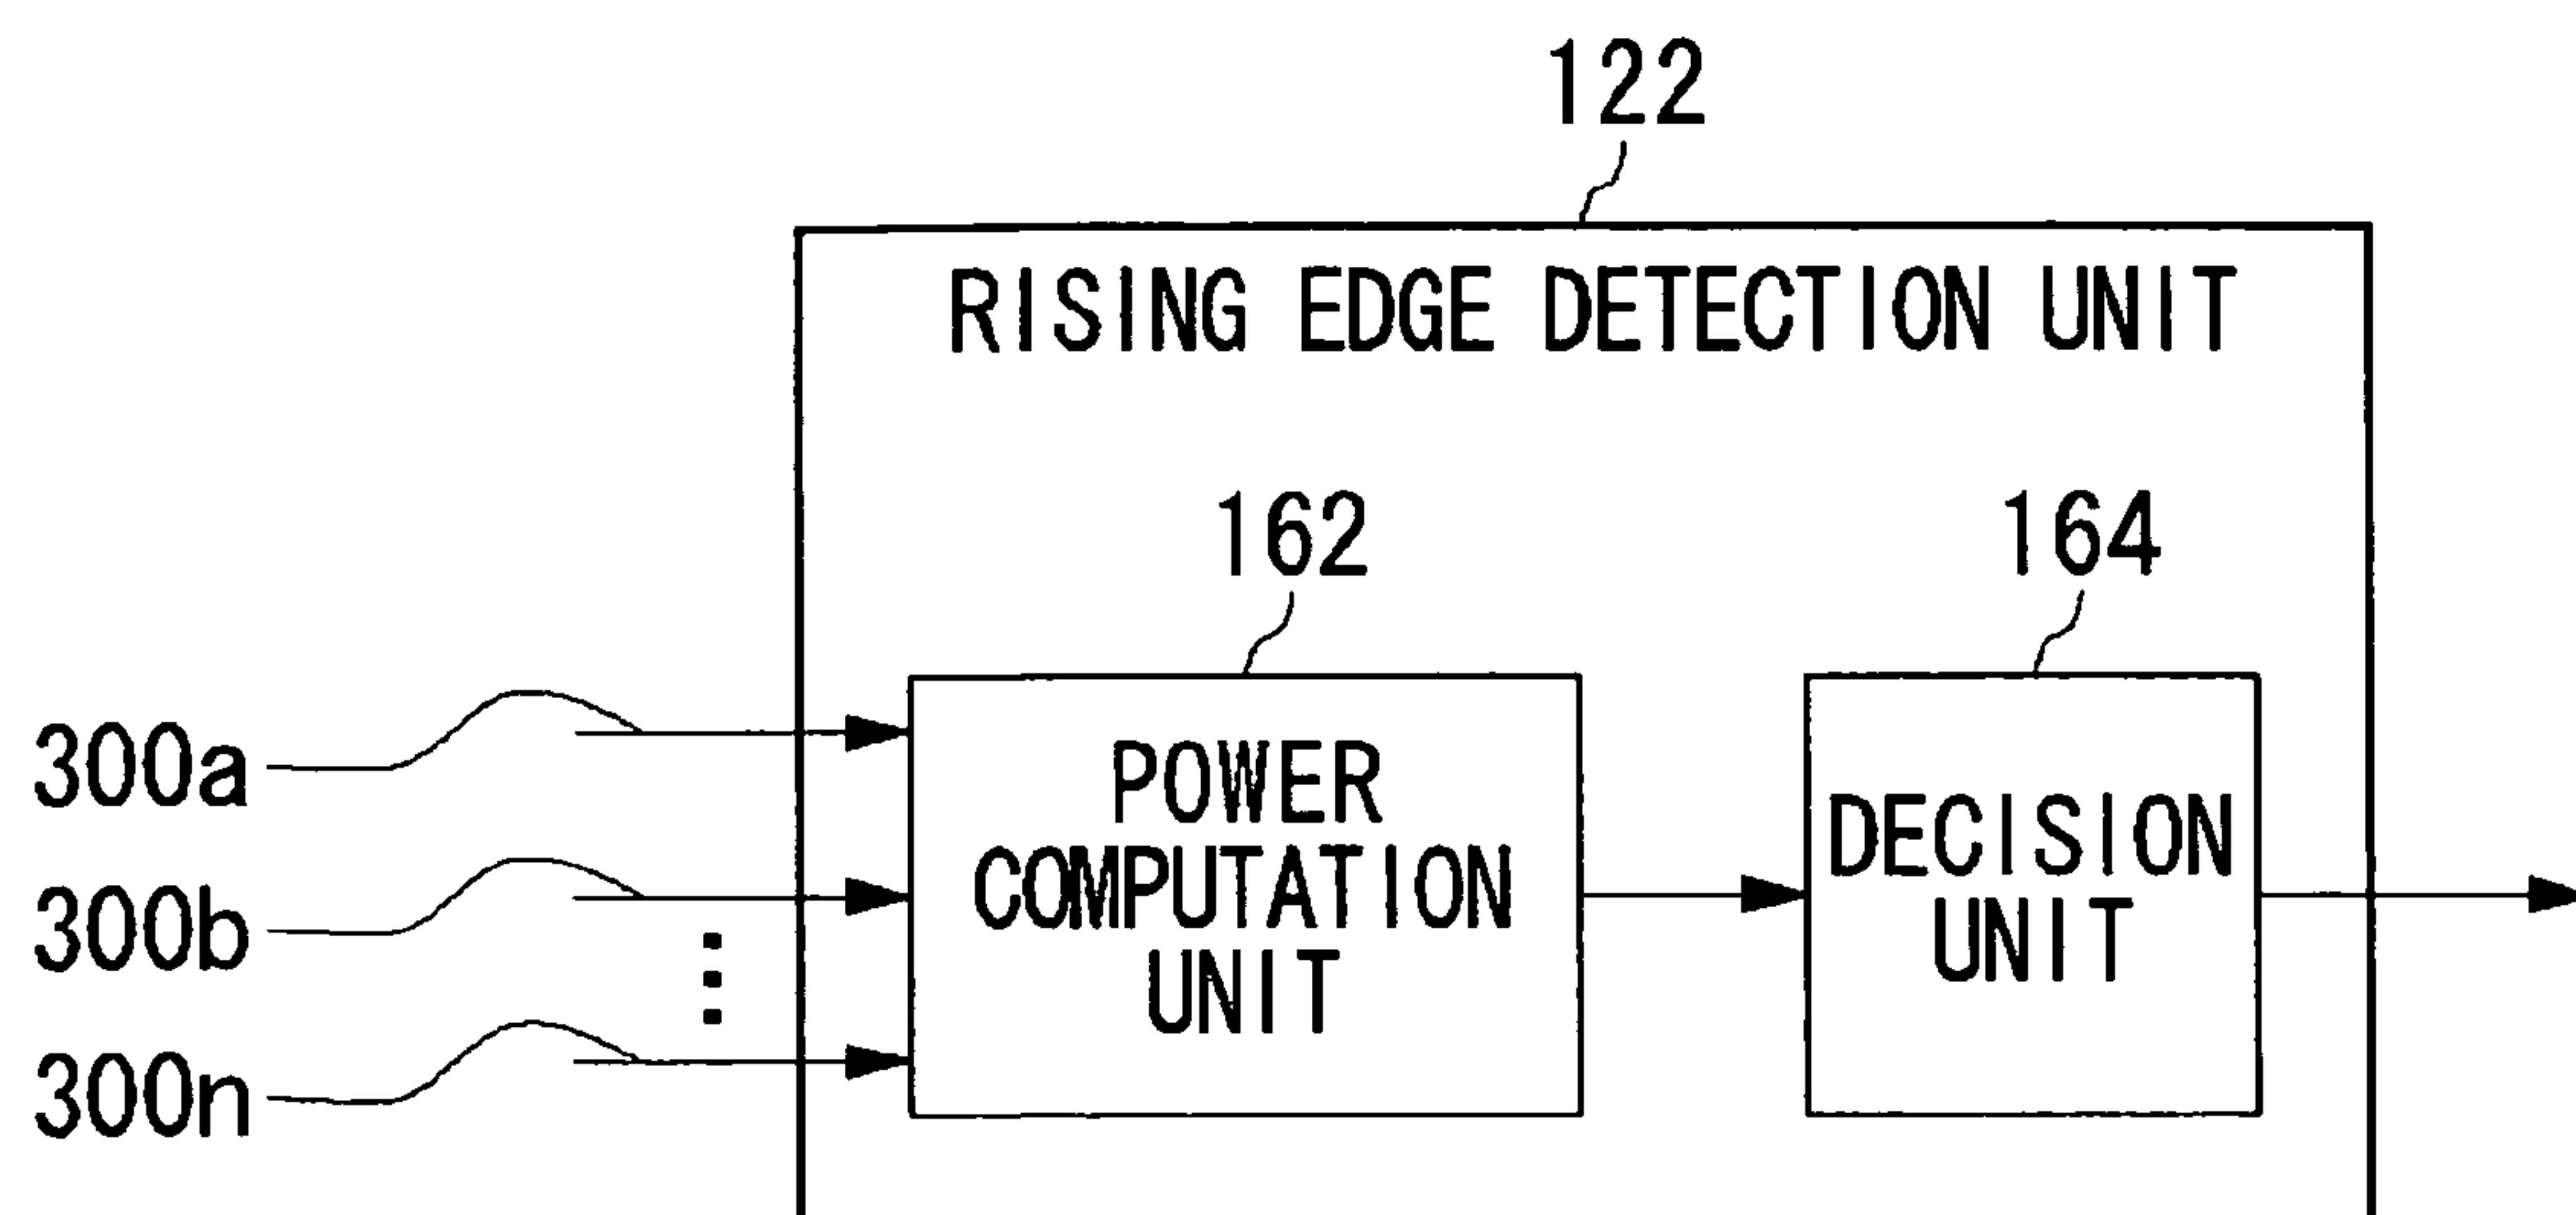 122
RISING EDGE DETECTION UNIT
162
164
300a
300b
300n
POWER
COMPUTATION
UNIT
DECISION
UNIT